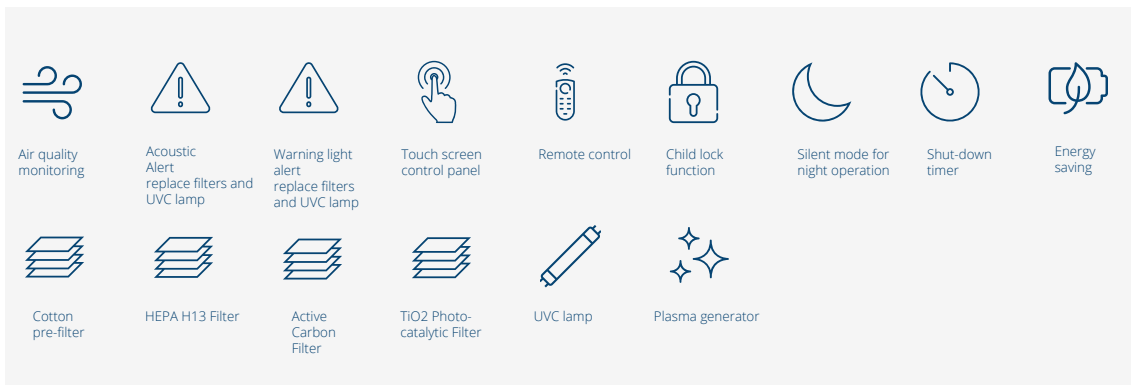 Air quality
monitoring
Acoustic
Alert
replace filters and
UVC lamp
Warning light
alert
replace filters
and UVC lamp
Touch screen
control panel
Remote control
Child lock
function
Silent mode for
night operation
Shut-down
timer
Energy
saving
Cotton
pre-filter
HEPA H13 Filter
Active
Carbon
Filter
TiO2 Photo-
catalytic Filter
UVC lamp
Plasma generator